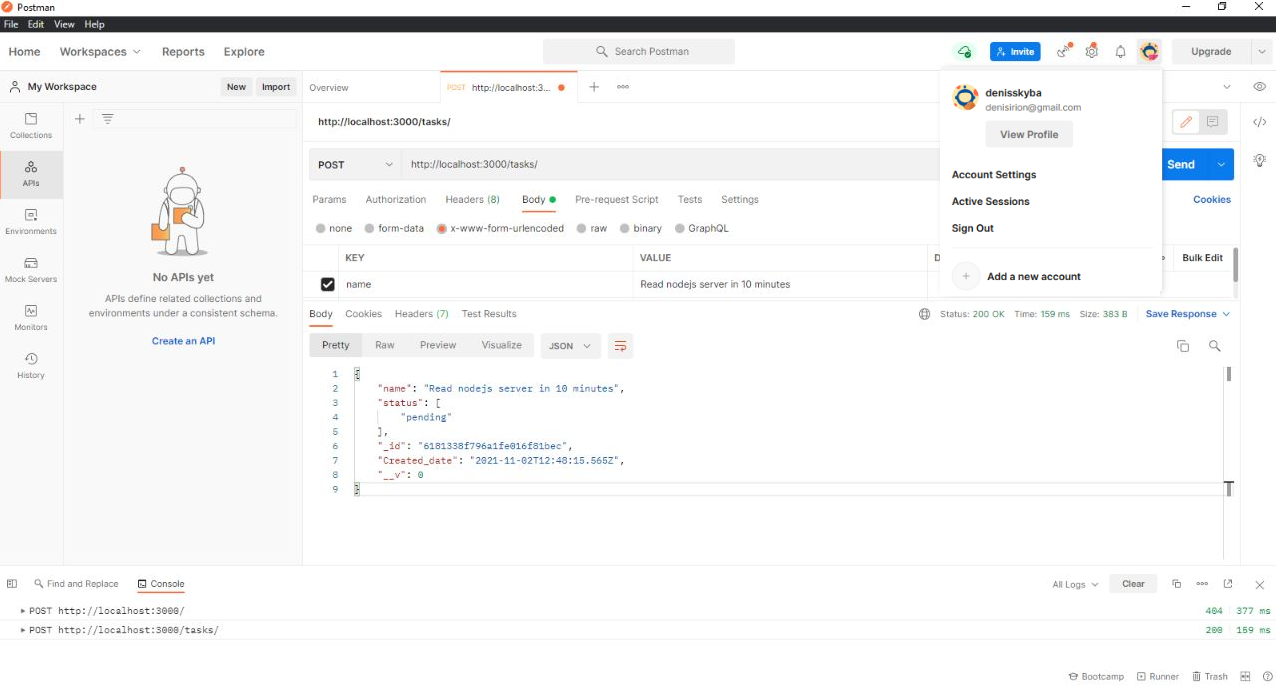 Postman
File Edit View Help
Home Workspaces Reports Explore Search Postman Invite Upgrade
My Workspace New Import Overview POST http://localhost:3...
http://localhost:3000/tasks/
denisskyba
denisirion@gmail.com
View Profile
Account Settings
Active Sessions
Sign Out
Add a new account
Collections
APIs
Environments
Mock Servers
Monitors
History
No APIs yet
APIs define related collections and
environments under a consistent schema.
Create an API
POST http://localhost:3000/tasks/ Send
Params Authorization Headers (8) Body Pre-request Script Tests Settings Cookies
none form-data x-www-form-urlencoded raw binary GraphQL
KEY VALUE D Bulk Edit
name Read nodejs server in 10 minutes
Body Cookies Headers (7) Test Results Status: 200 OK Time: 159 ms Size: 383 B Save Response
Pretty Raw Preview Visualize JSON
1 {
2 "name": "Read nodejs server in 10 minutes",
3 "status": [
4 "pending"
5 ],
6 "_id": "6181338f796a1fe016f81bec",
7 "Created_date": "2021-11-02T12:48:15.565Z",
8 "__v": 0
9 }
Find and Replace Console All Logs Clear
POST http://localhost:3000/ 404 377 ms
POST http://localhost:3000/tasks/ 200 159 ms
Bootcamp Runner Trash